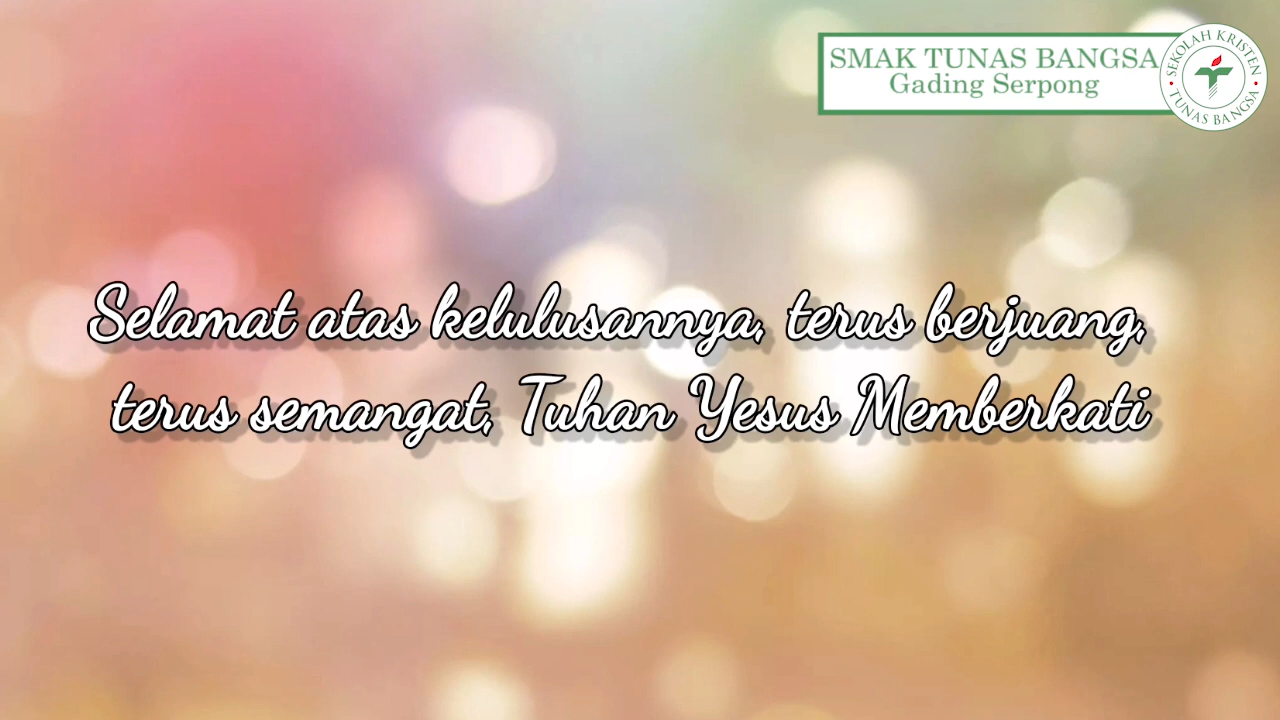 SMAK TUNAS BANGSA
Gading Serpong
SEKOLAH KRISTEN
TUNAS BANGSA
Selamat atas kelulusannya, terus berjuang,
terus semangat, Tuhan Yesus Memberkati